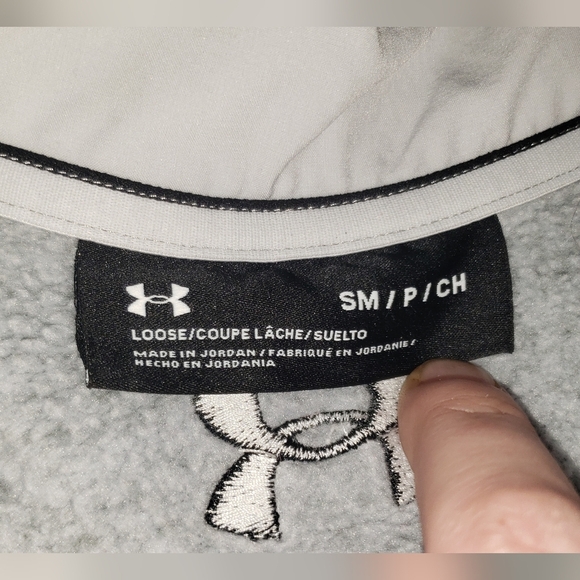 SM/P/CH
LOOSE/COUPE LÂCHE/SUELTO
MADE IN JORDAN/FABRIQUÉ EN JORDANIE/
HECHO EN JORDANIA